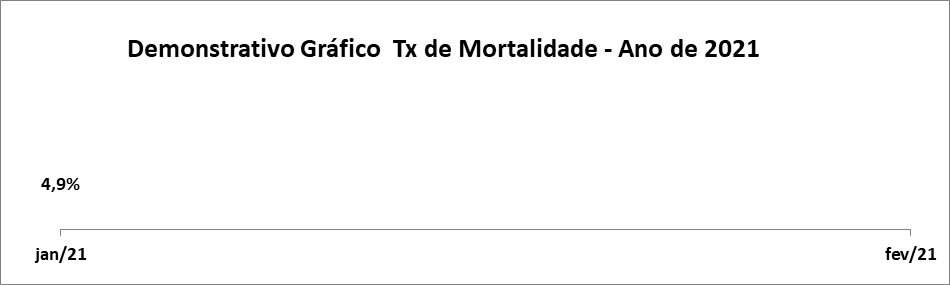 Demonstrativo Gráfico  Tx de Mortalidade - Ano de 2021
4,9%
jan/21 fev/21